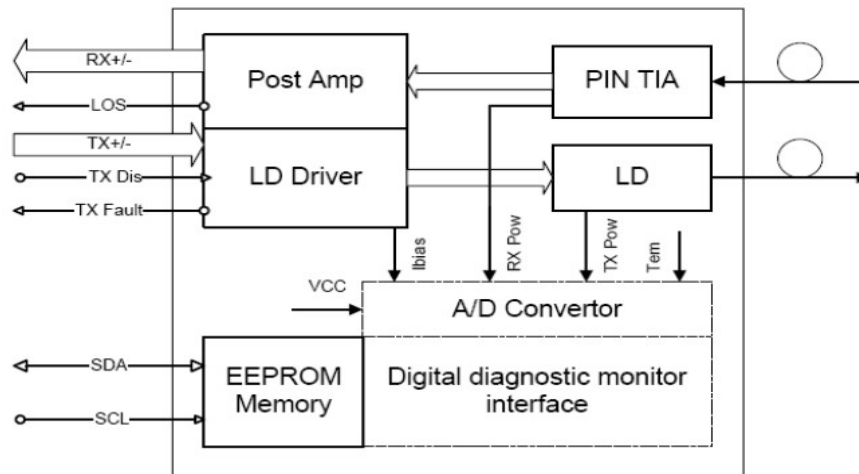 RX+/-
Post Amp
PIN TIA
LOS
TX+/-
TX Dis
LD Driver
LD
TX Fault
Ibias
RX Pow
TX Pow
Tem
VCC
A/D Convertor
SDA
EEPROM
Memory
Digital diagnostic monitor
interface
SCL